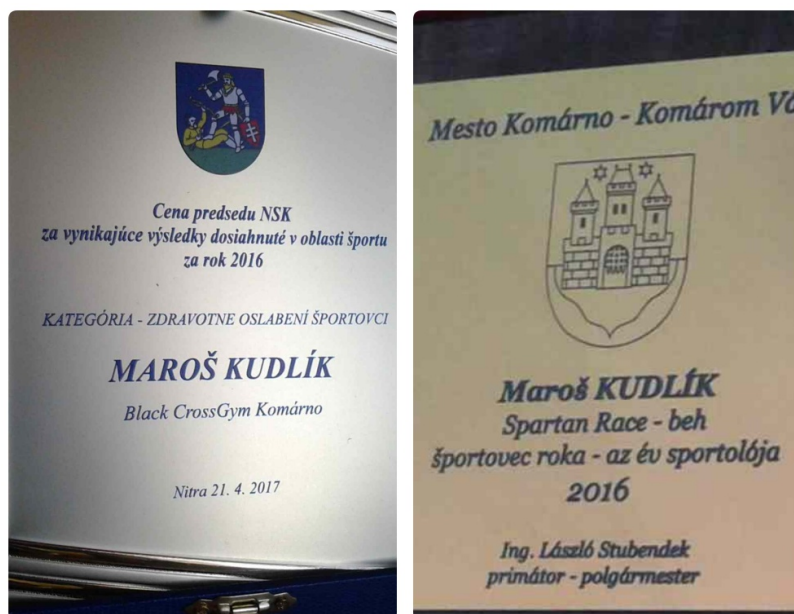 Cena predsedu NSK
za vynikajúce výsledky dosiahnuté v oblasti športu
za rok 2016
KATEGÓRIA - ZDRAVOTNE OSLABENÍ ŠPORTOVCI
MAROŠ KUDLÍK
Black CrossGym Komárno
Nitra 21. 4. 2017
Mesto Komárno - Komárom
Maroš KUDLÍK
Spartan Race - beh
športovec roka - az év sportolója
2016
Ing. László Stubendek
primátor - polgármester